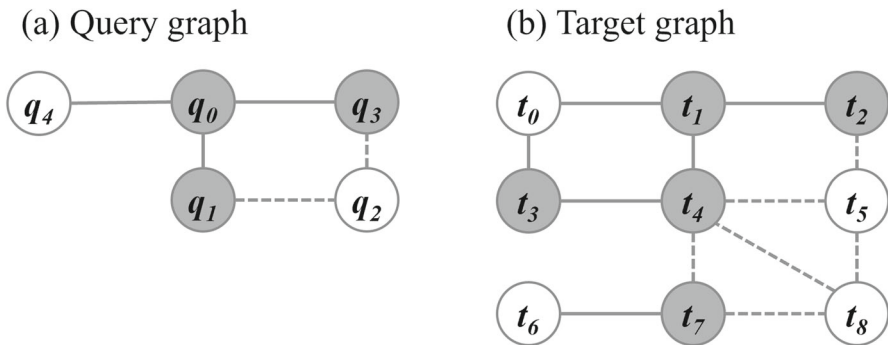 (a) Query graph
(b) Target graph
q4 q0 q3
t0 t1 t2
q1 q2
t3 t4 t5
t6 t7 t8